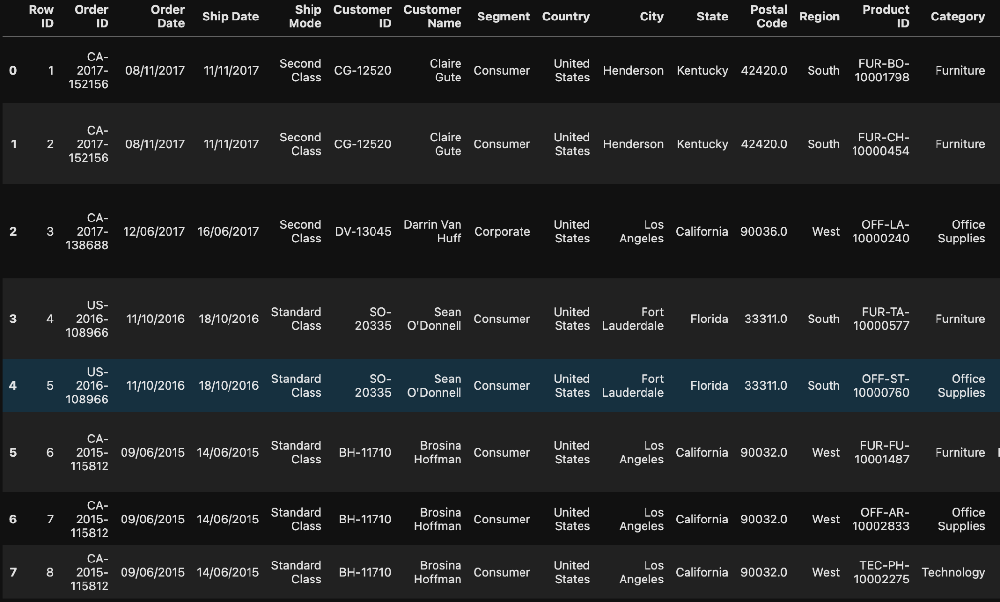 Row ID Order ID Order Date Ship Date Ship Mode Customer ID Customer Name Segment Country City State Postal Code Region Product ID Category
0 1 CA-2017-152156 08/11/2017 11/11/2017 Second Class CG-12520 Claire Gute Consumer United States Henderson Kentucky 42420.0 South FUR-BO-10001798 Furniture
1 2 CA-2017-152156 08/11/2017 11/11/2017 Second Class CG-12520 Claire Gute Consumer United States Henderson Kentucky 42420.0 South FUR-CH-10000454 Furniture
2 3 CA-2017-138688 12/06/2017 16/06/2017 Second Class DV-13045 Darrin Van Huff Corporate United States Los Angeles California 90036.0 West OFF-LA-10000240 Office Supplies
3 4 US-2016-108966 11/10/2016 18/10/2016 Standard Class SO-20335 Sean O'Donnell Consumer United States Fort Lauderdale Florida 33311.0 South FUR-TA-10000577 Furniture
4 5 US-2016-108966 11/10/2016 18/10/2016 Standard Class SO-20335 Sean O'Donnell Consumer United States Fort Lauderdale Florida 33311.0 South OFF-ST-10000760 Office Supplies
5 6 CA-2015-115812 09/06/2015 14/06/2015 Standard Class BH-11710 Brosina Hoffman Consumer United States Los Angeles California 90032.0 West FUR-FU-10001487 Furniture
6 7 CA-2015-115812 09/06/2015 14/06/2015 Standard Class BH-11710 Brosina Hoffman Consumer United States Los Angeles California 90032.0 West OFF-AR-10002833 Office Supplies
7 8 CA-2015-115812 09/06/2015 14/06/2015 Standard Class BH-11710 Brosina Hoffman Consumer United States Los Angeles California 90032.0 West TEC-PH-10002275 Technology